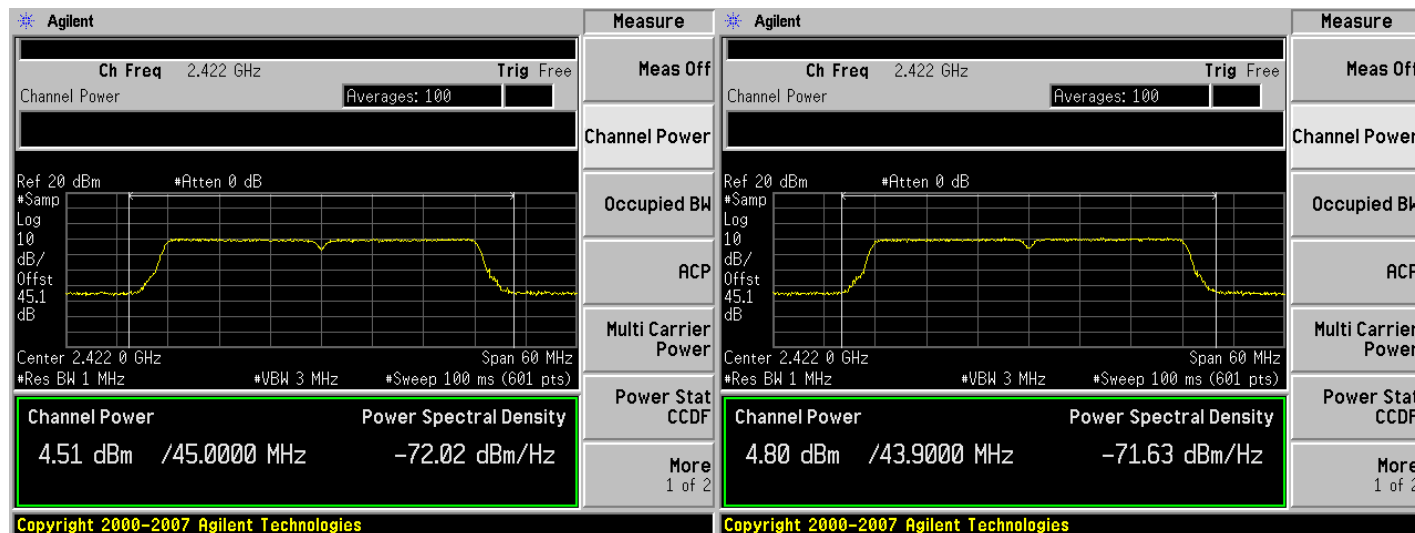 Agilent
Measure
Ch Freq 2.422 GHz Trig Free
Channel Power Averages: 100
Ref 20 dBm #Atten 0 dB
#Samp
Log
10
dB/
Offst
45.1
dB
Center 2.422 0 GHz Span 60 MHz
#Res BW 1 MHz #VBW 3 MHz #Sweep 100 ms (601 pts)
Channel Power Power Spectral Density
4.51 dBm /45.0000 MHz -72.02 dBm/Hz
Copyright 2000-2007 Agilent Technologies
Meas Off
Channel Power
Occupied BW
ACP
Multi Carrier
Power
Power Stat
CCDF
More
1 of 2
Agilent
Measure
Ch Freq 2.422 GHz Trig Free
Channel Power Averages: 100
Ref 20 dBm #Atten 0 dB
#Samp
Log
10
dB/
Offst
45.1
dB
Center 2.422 0 GHz Span 60 MHz
#Res BW 1 MHz #VBW 3 MHz #Sweep 100 ms (601 pts)
Channel Power Power Spectral Density
4.80 dBm /43.9000 MHz -71.63 dBm/Hz
Copyright 2000-2007 Agilent Technologies
Meas Off
Channel Power
Occupied BW
ACP
Multi Carrier
Power
Power Stat
CCDF
More
1 of 2